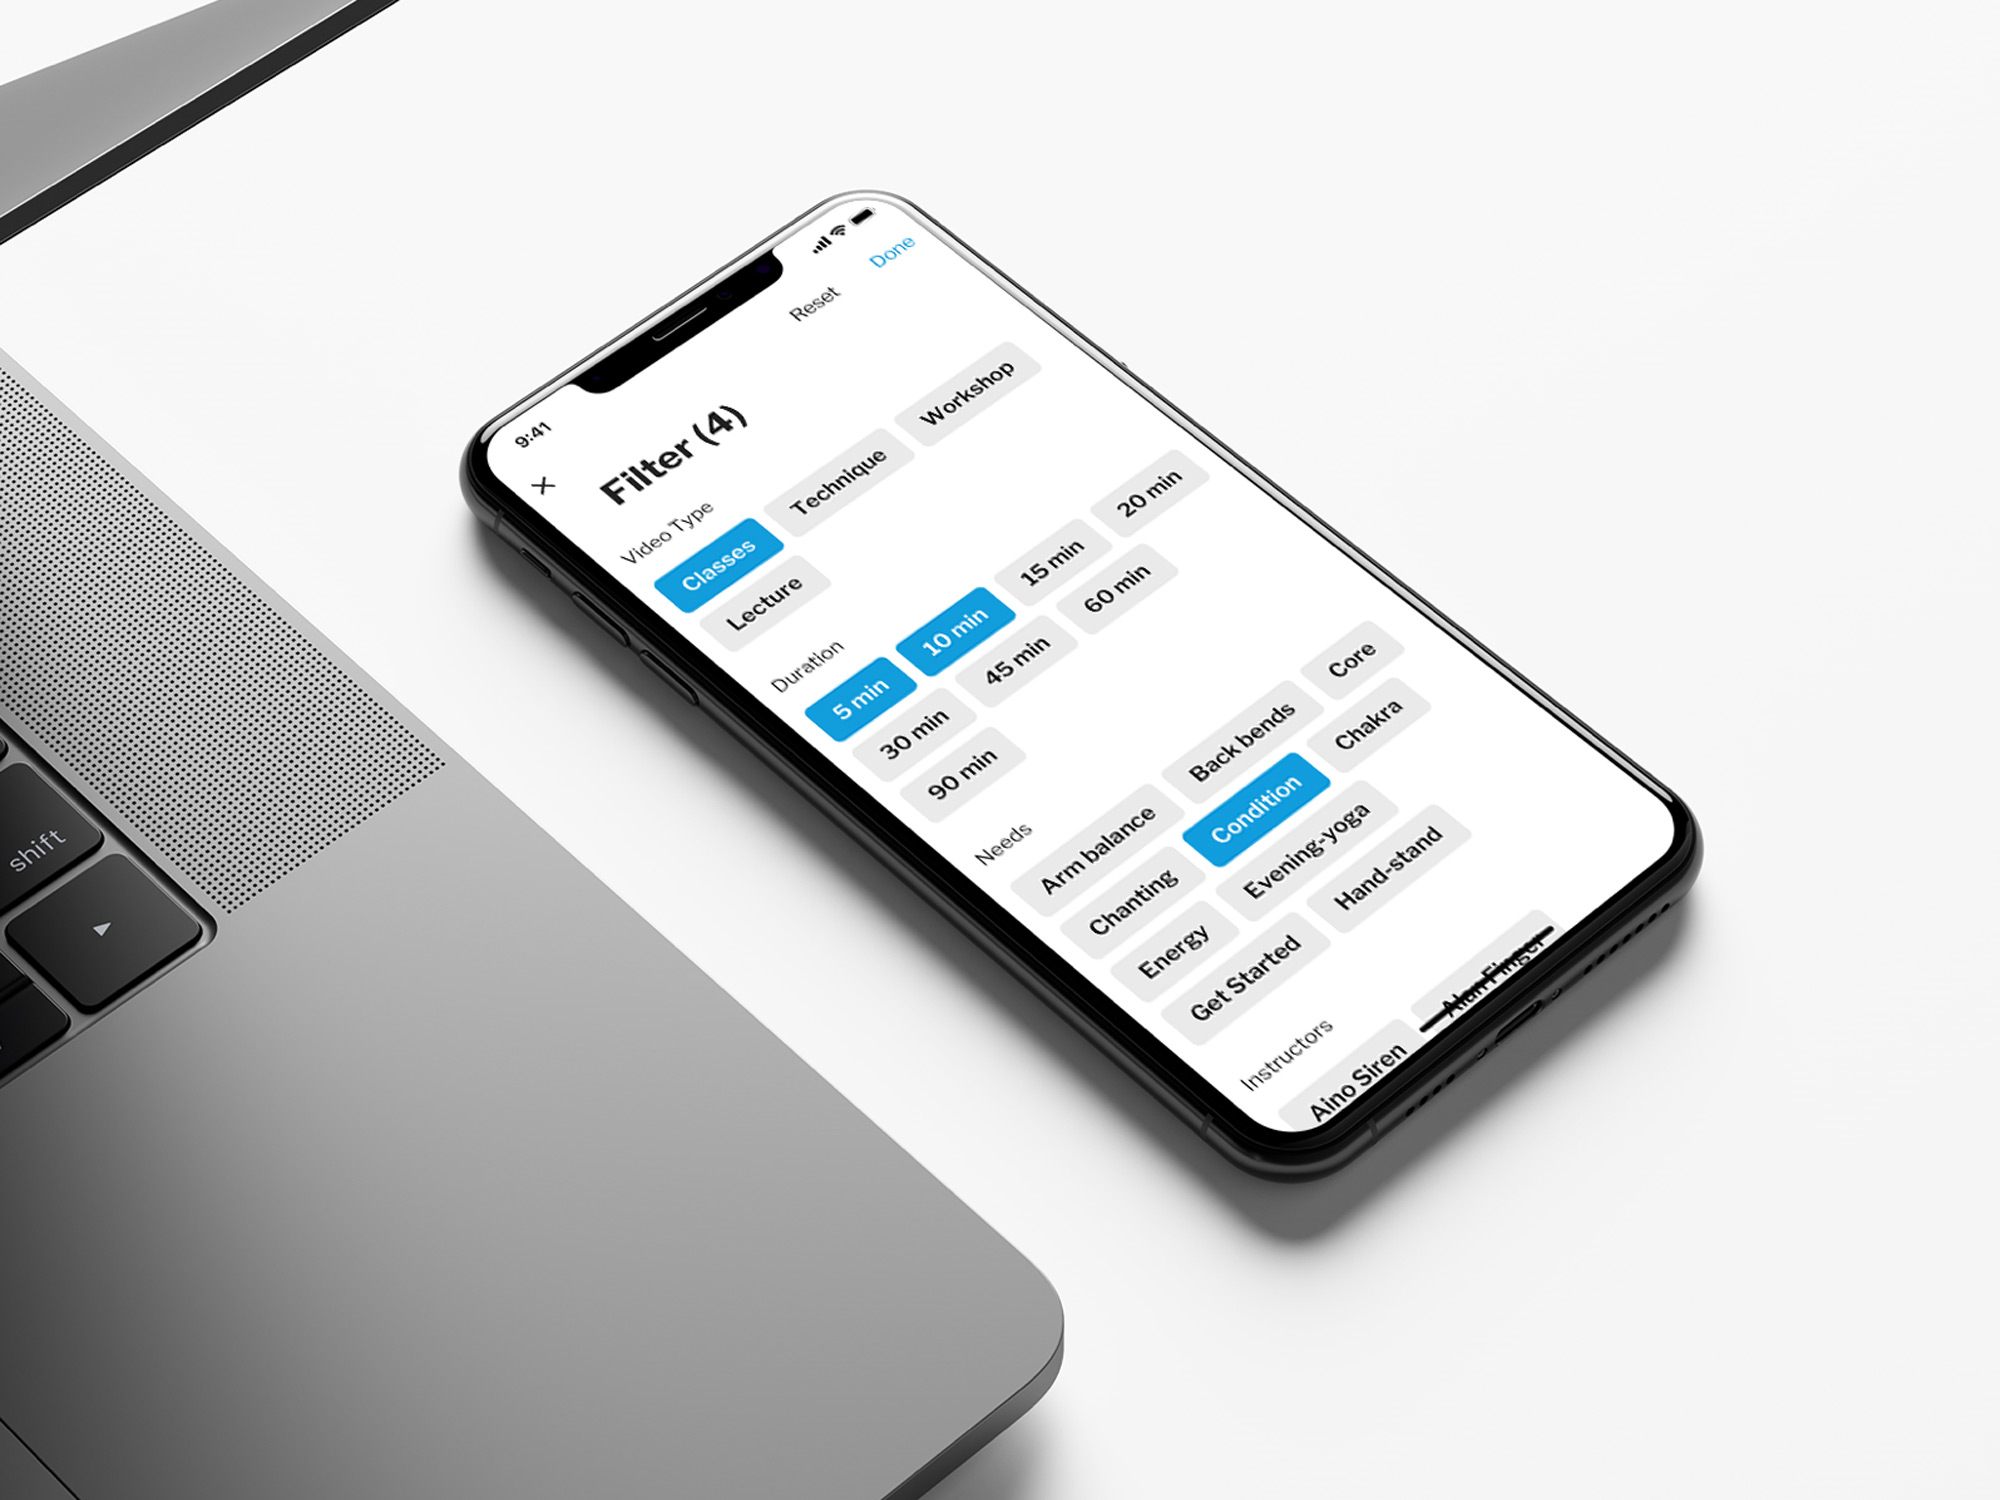 9:41
Reset
Done
Filter (4)
Video Type
Classes Technique Workshop
Lecture
Duration
5 min 10 min 15 min 20 min
30 min 45 min 60 min
90 min
Needs
Arm balance Back bends Core
Chanting Condition Chakra
Energy Evening-yoga
Get Started Hand-stand
Instructors
Aino Siren Alan Finger
shift